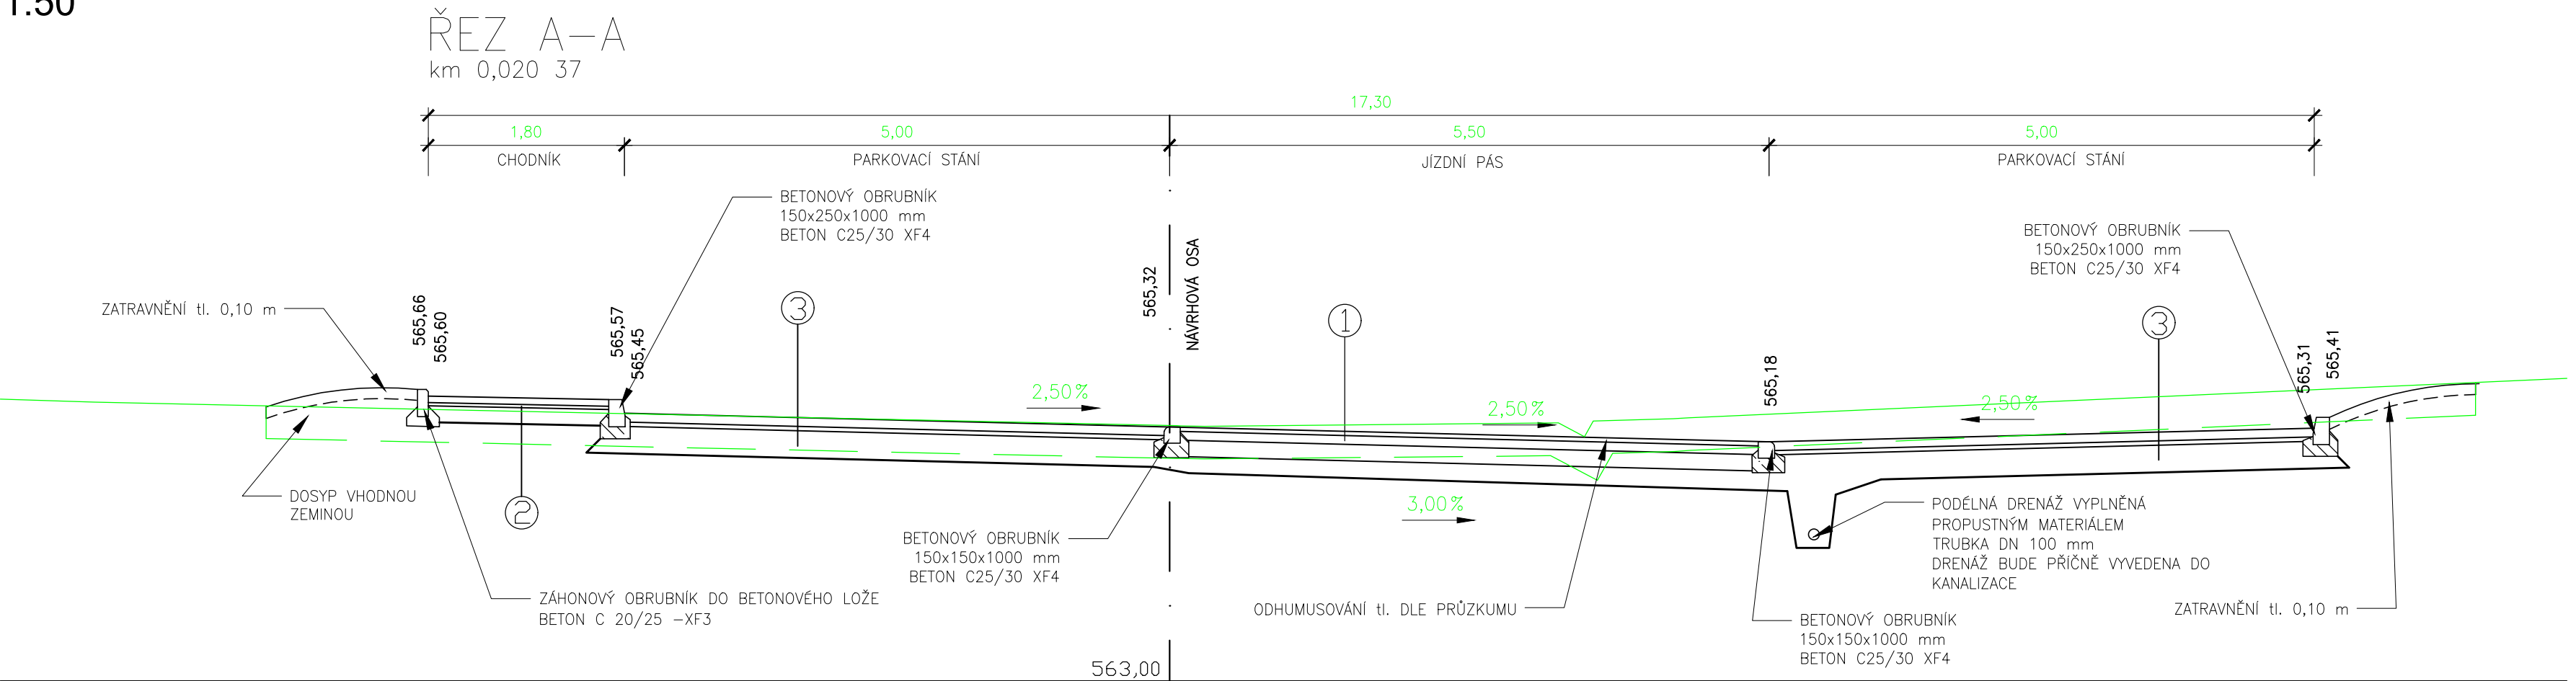 1:50
ŘEZ A-A
km 0,020 37
17,30
1,80
5,00
5,50
5,00
CHODNÍK
PARKOVACÍ STÁNÍ
JÍZDNÍ PÁS
PARKOVACÍ STÁNÍ
BETONOVÝ OBRUBNÍK
150x250x1000 mm
BETON C25/30 XF4
BETONOVÝ OBRUBNÍK
150x250x1000 mm
BETON C25/30 XF4
ZATRAVNĚNÍ tl. 0,10 m
565,66
565,60
565,57
565,45
3
565,32
NÁVRHOVÁ OSA
1
565,18
3
565,31
565,41
2,50%
2,50%
2,50%
3,00%
DOSYP VHODNOU
ZEMINOU
2
BETONOVÝ OBRUBNÍK
150x150x1000 mm
BETON C25/30 XF4
ZÁHONOVÝ OBRUBNÍK DO BETONOVÉHO LOŽE
BETON C 20/25 -XF3
ODHUMUSOVÁNÍ tl. DLE PRŮZKUMU
PODÉLNÁ DRENÁŽ VYPLNĚNÁ
PROPUSTNÝM MATERIÁLEM
TRUBKA DN 100 mm
DRENÁŽ BUDE PŘÍČNĚ VYVEDENA DO
KANALIZACE
ZATRAVNĚNÍ tl. 0,10 m
BETONOVÝ OBRUBNÍK
150x150x1000 mm
BETON C25/30 XF4
563,00